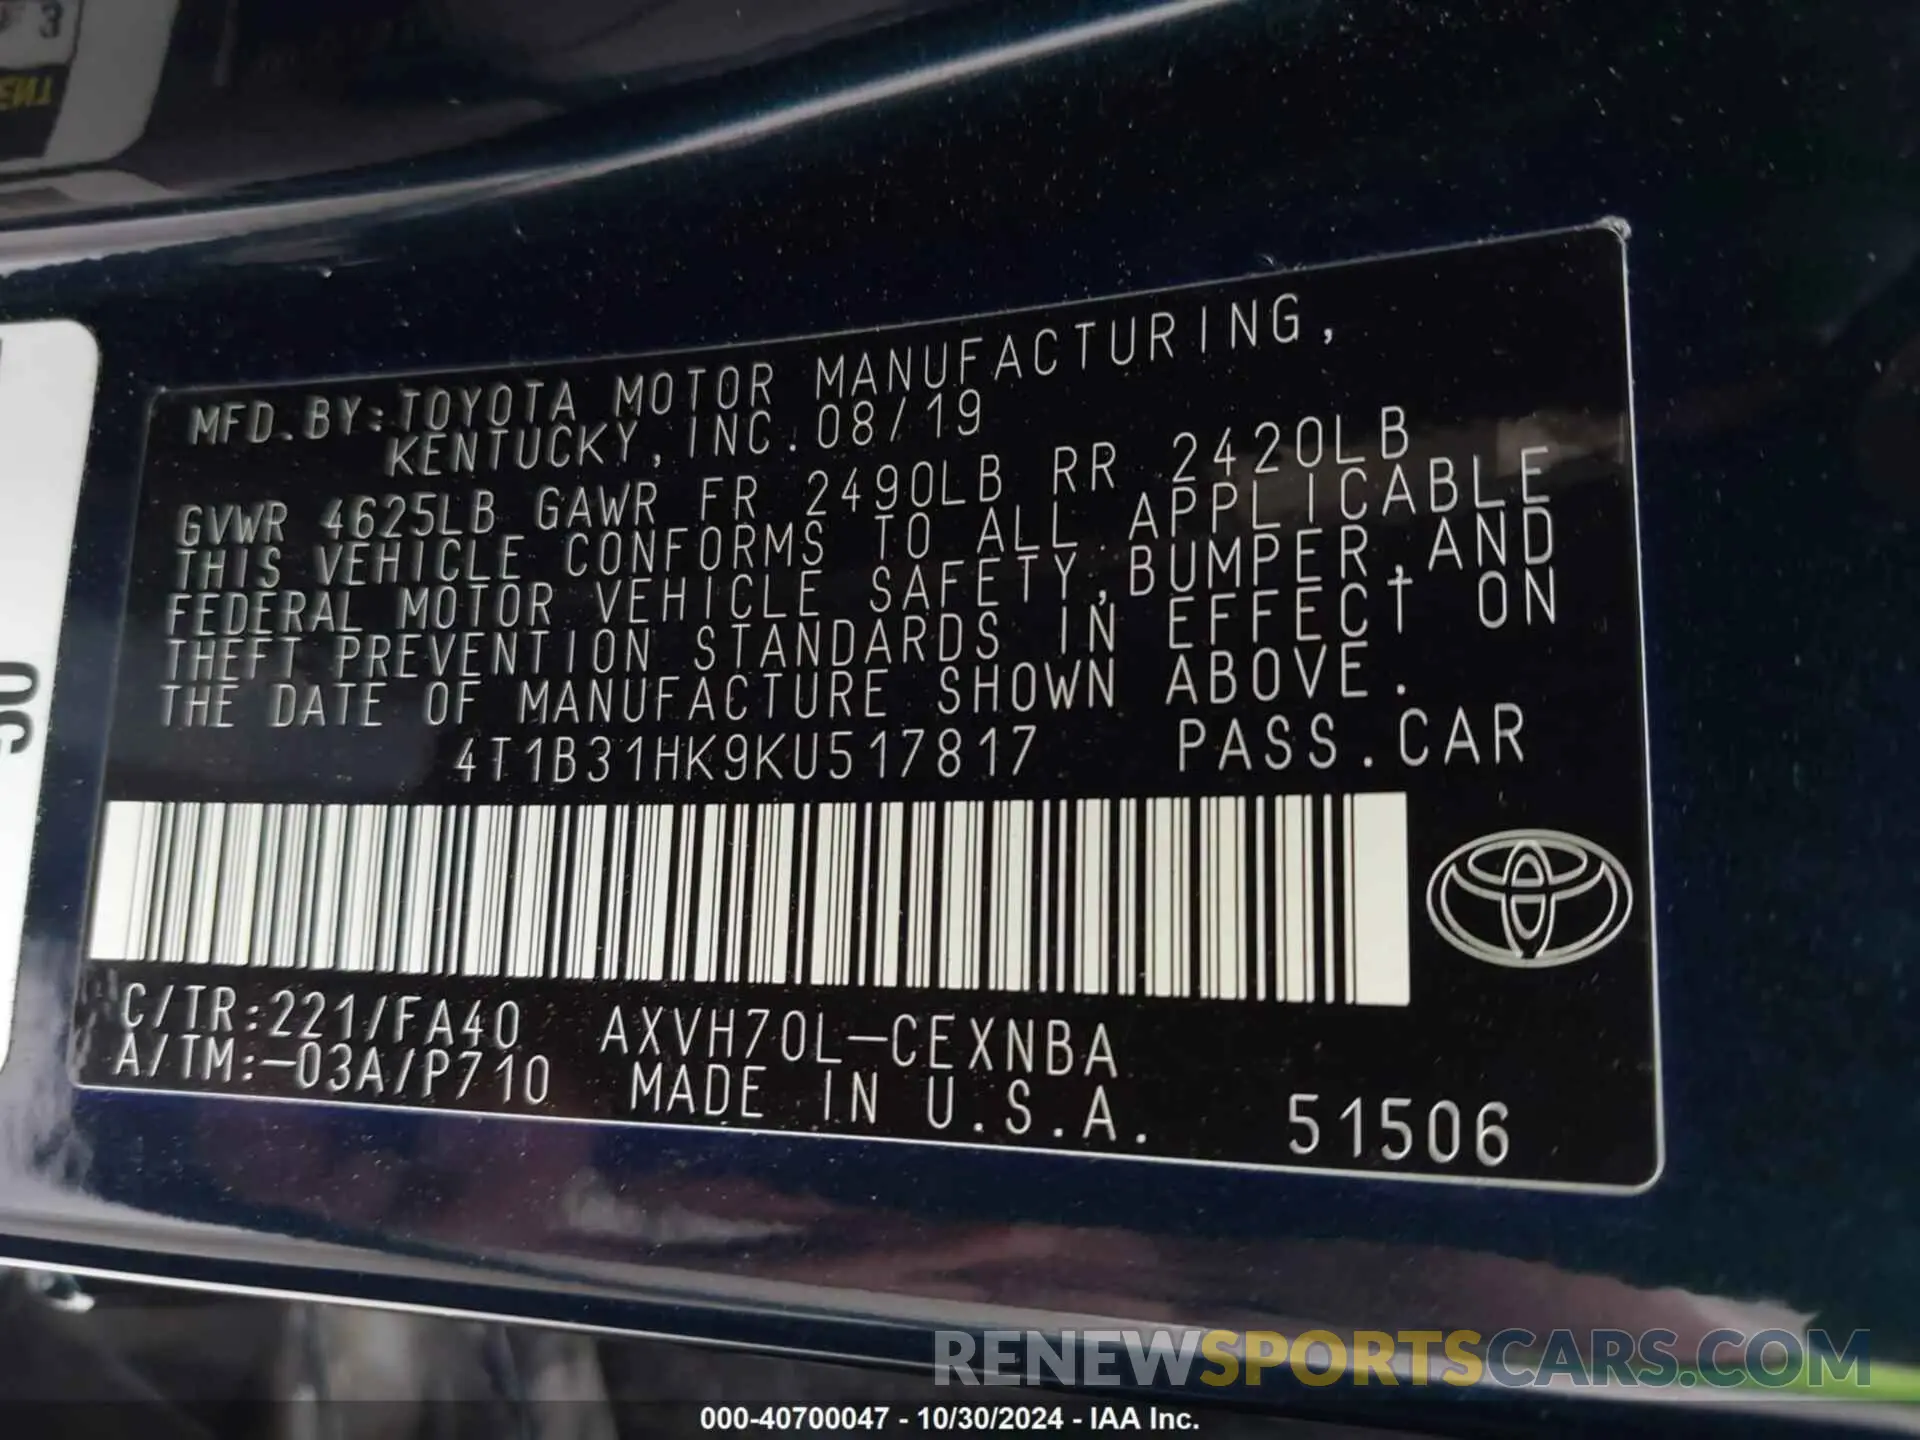 MFD.BY:TOYOTA MOTOR MANUFACTURING,
KENTUCKY, INC. 08/19
GVWR 4625LB GAWR FR 2490LB RR 2420LB
THIS VEHICLE CONFORMS TO ALL APPLICABLE
FEDERAL MOTOR VEHICLE SAFETY,BUMPER,AND
THEFT PREVENTION STANDARDS IN EFFECT ON
THE DATE OF MANUFACTURE SHOWN ABOVE.
4T1B31HK9KU517817 PASS.CAR
C/TR:221/FA40 AXVH70L-CEXNBA
A/TM:-03A/P710 MADE IN U.S.A. 51506
RENEWSPORTSCARS.COM
000-40700047 - 10/30/2024 - IAA Inc.